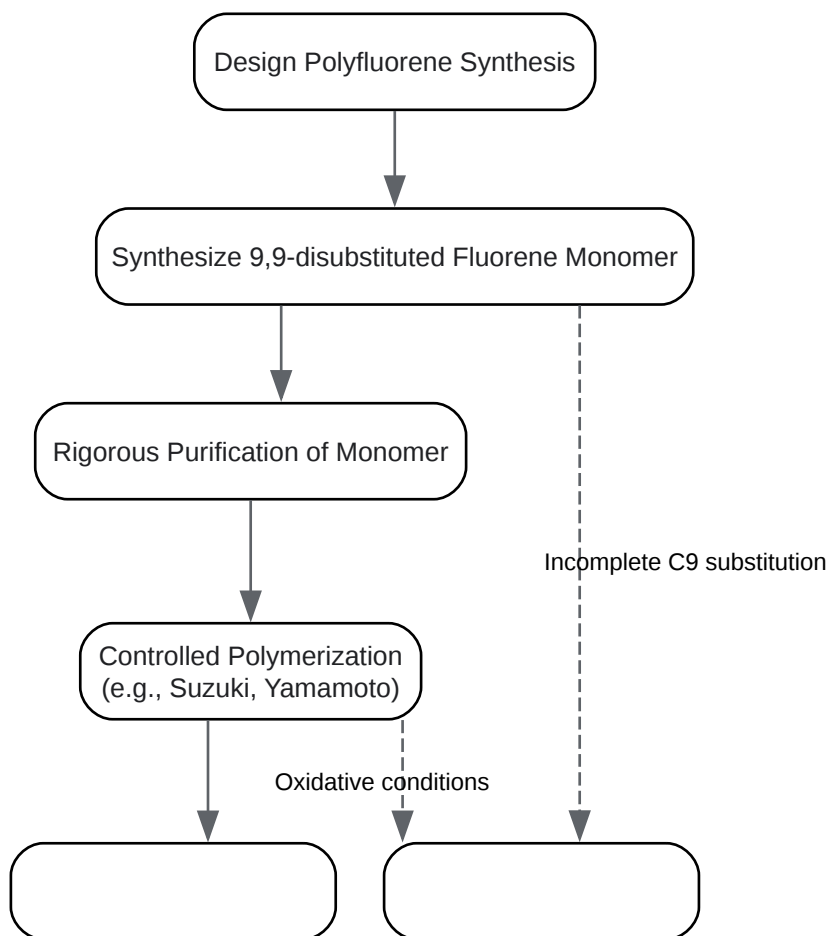 Design Polyfluorene Synthesis
Synthesize 9,9-disubstituted Fluorene Monomer
Rigorous Purification of Monomer
Incomplete C9 substitution
Controlled Polymerization
(e.g., Suzuki, Yamamoto)
Oxidative conditions